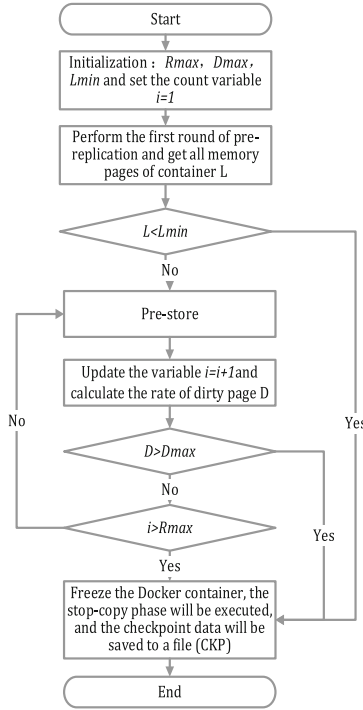 Start
Initialization：Rmax，Dmax，
Lmin and set the count variable
i=1
Perform the first round of pre-
replication and get all memory
pages of container L
L<Lmin
No
Pre-store
Update the variable i=i+1and
calculate the rate of dirty page D
No
Yes
D>Dmax
No
i>Rmax
Yes
Yes
Freeze the Docker container, the
stop-copy phase will be executed,
and the checkpoint data will be
saved to a file (CKP)
End